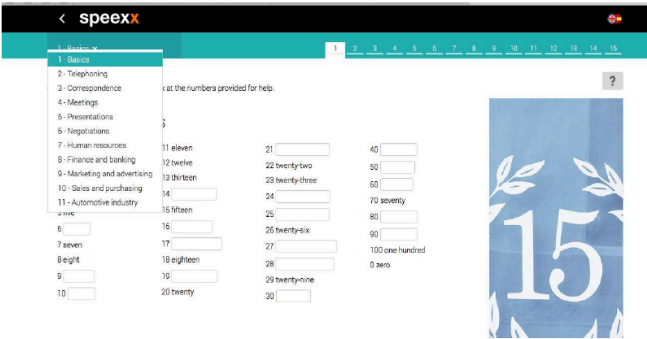 < speexx
1 - Basics
1 2 3 4 5 6 7 8 9 10 11 12 13 14 15
1 - Basics
2 - Telephoning
3 - Correspondence
4 - Meetings
5 - Presentations
6 - Negotiations
7 - Human resources
8 - Finance and banking
9 - Marketing and advertising
10 - Sales and purchasing
11 - Automotive industry
?
at the numbers provided for help.
s
5 five
6
7 seven
8 eight
9
10
11 eleven
12 twelve
13 thirteen
14
15 fifteen
16
17
18 eighteen
19
20 twenty
21
22 twenty-two
23 twenty-three
24
25
26 twenty-six
27
28
29 twenty-nine
30
40
50
60
70 seventy
80
90
100 one hundred
0 zero
15